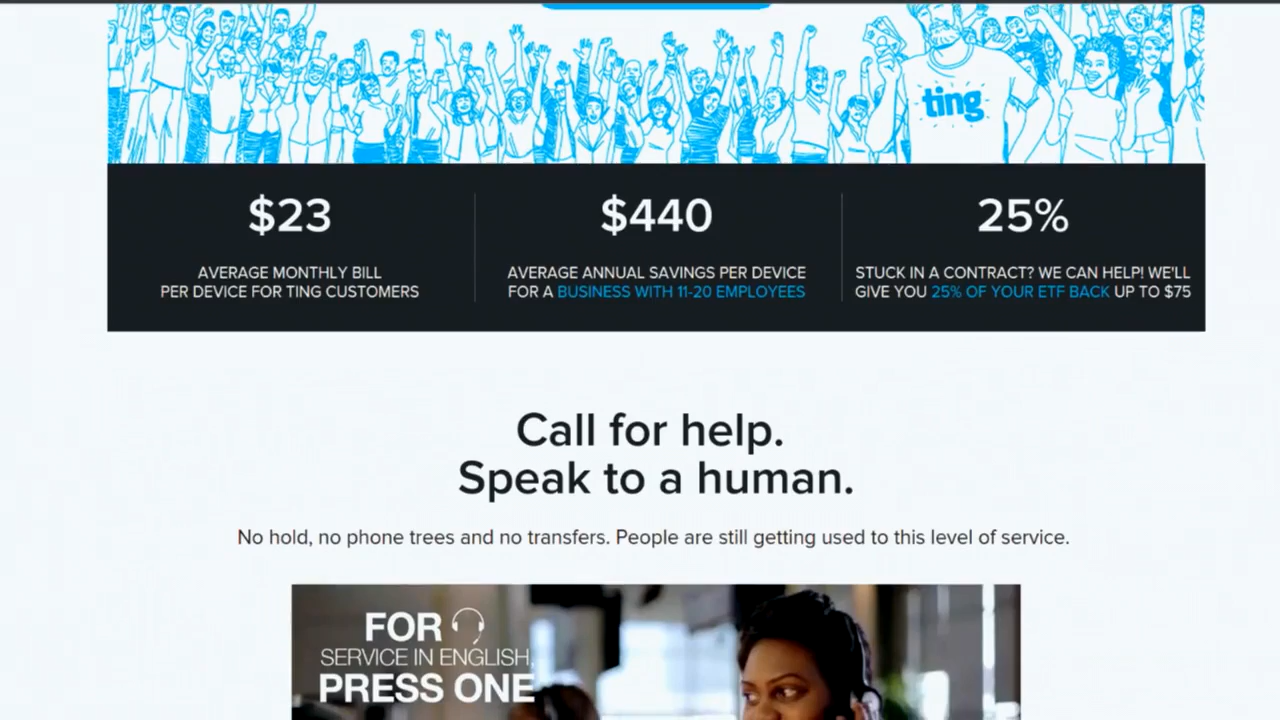 ting
$23
AVERAGE MONTHLY BILL
PER DEVICE FOR TING CUSTOMERS
$440
AVERAGE ANNUAL SAVINGS PER DEVICE
FOR A BUSINESS WITH 11-20 EMPLOYEES
25%
STUCK IN A CONTRACT? WE CAN HELP! WE'LL
GIVE YOU 25% OF YOUR ETF BACK UP TO $75
Call for help.
Speak to a human.
No hold, no phone trees and no transfers. People are still getting used to this level of service.
FOR
SERVICE IN ENGLISH,
PRESS ONE